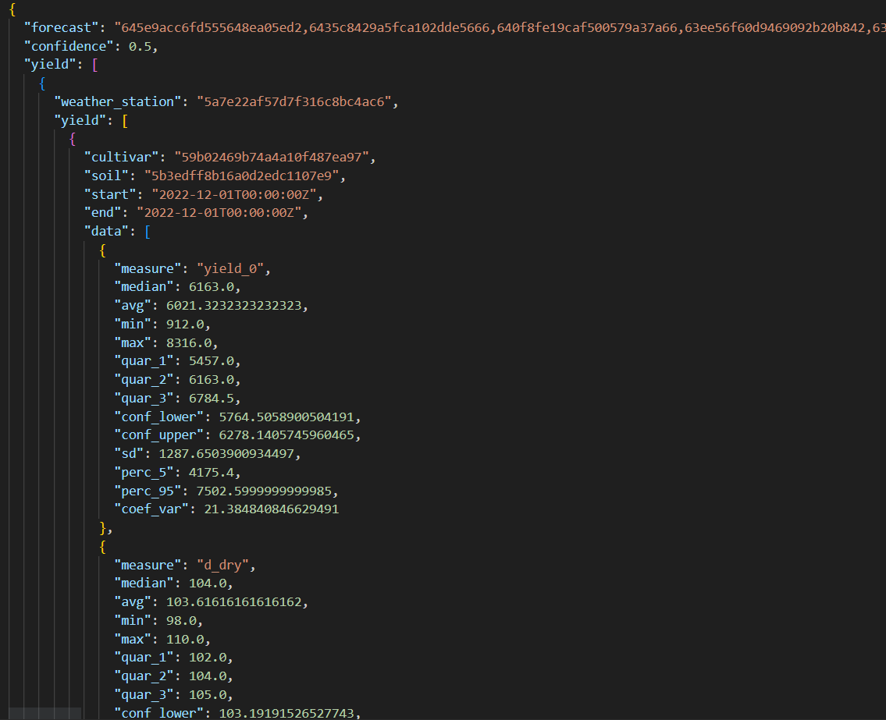 {
"forecast": "645e9acc6fd555648ea05ed2,6435c8429a5fca102dde5666,640f8fe19caf500579a37a66,63ee56f60d9469092b20b842,63
"confidence": 0.5,
"yield": [
{
"weather_station": "5a7e22af57d7f316c8bc4ac6",
"yield": [
{
"cultivar": "59b02469b74a4a10f487ea97",
"soil": "5b3edff8b16a0d2edc1107e9",
"start": "2022-12-01T00:00:00Z",
"end": "2022-12-01T00:00:00Z",
"data": [
{
"measure": "yield_0",
"median": 6163.0,
"avg": 6021.3232323232323,
"min": 912.0,
"max": 8316.0,
"quar_1": 5457.0,
"quar_2": 6163.0,
"quar_3": 6784.5,
"conf_lower": 5764.5058900504191,
"conf_upper": 6278.1405745960465,
"sd": 1287.6503900934497,
"perc_5": 4175.4,
"perc_95": 7502.5999999999985,
"coef_var": 21.384840846629491
},
{
"measure": "d_dry",
"median": 104.0,
"avg": 103.61616161616162,
"min": 98.0,
"max": 110.0,
"quar_1": 102.0,
"quar_2": 104.0,
"quar_3": 105.0,
"conf_lower": 103.19191526527743,